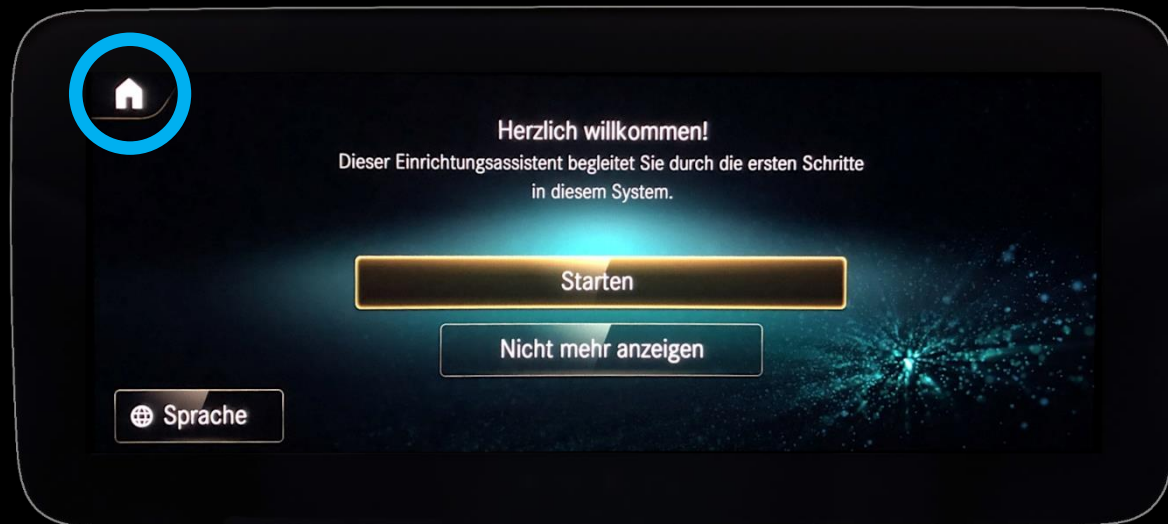 Herzlich willkommen!
Dieser Einrichtungsassistent begleitet Sie durch die ersten Schritte
in diesem System.
Starten
Nicht mehr anzeigen
Sprache